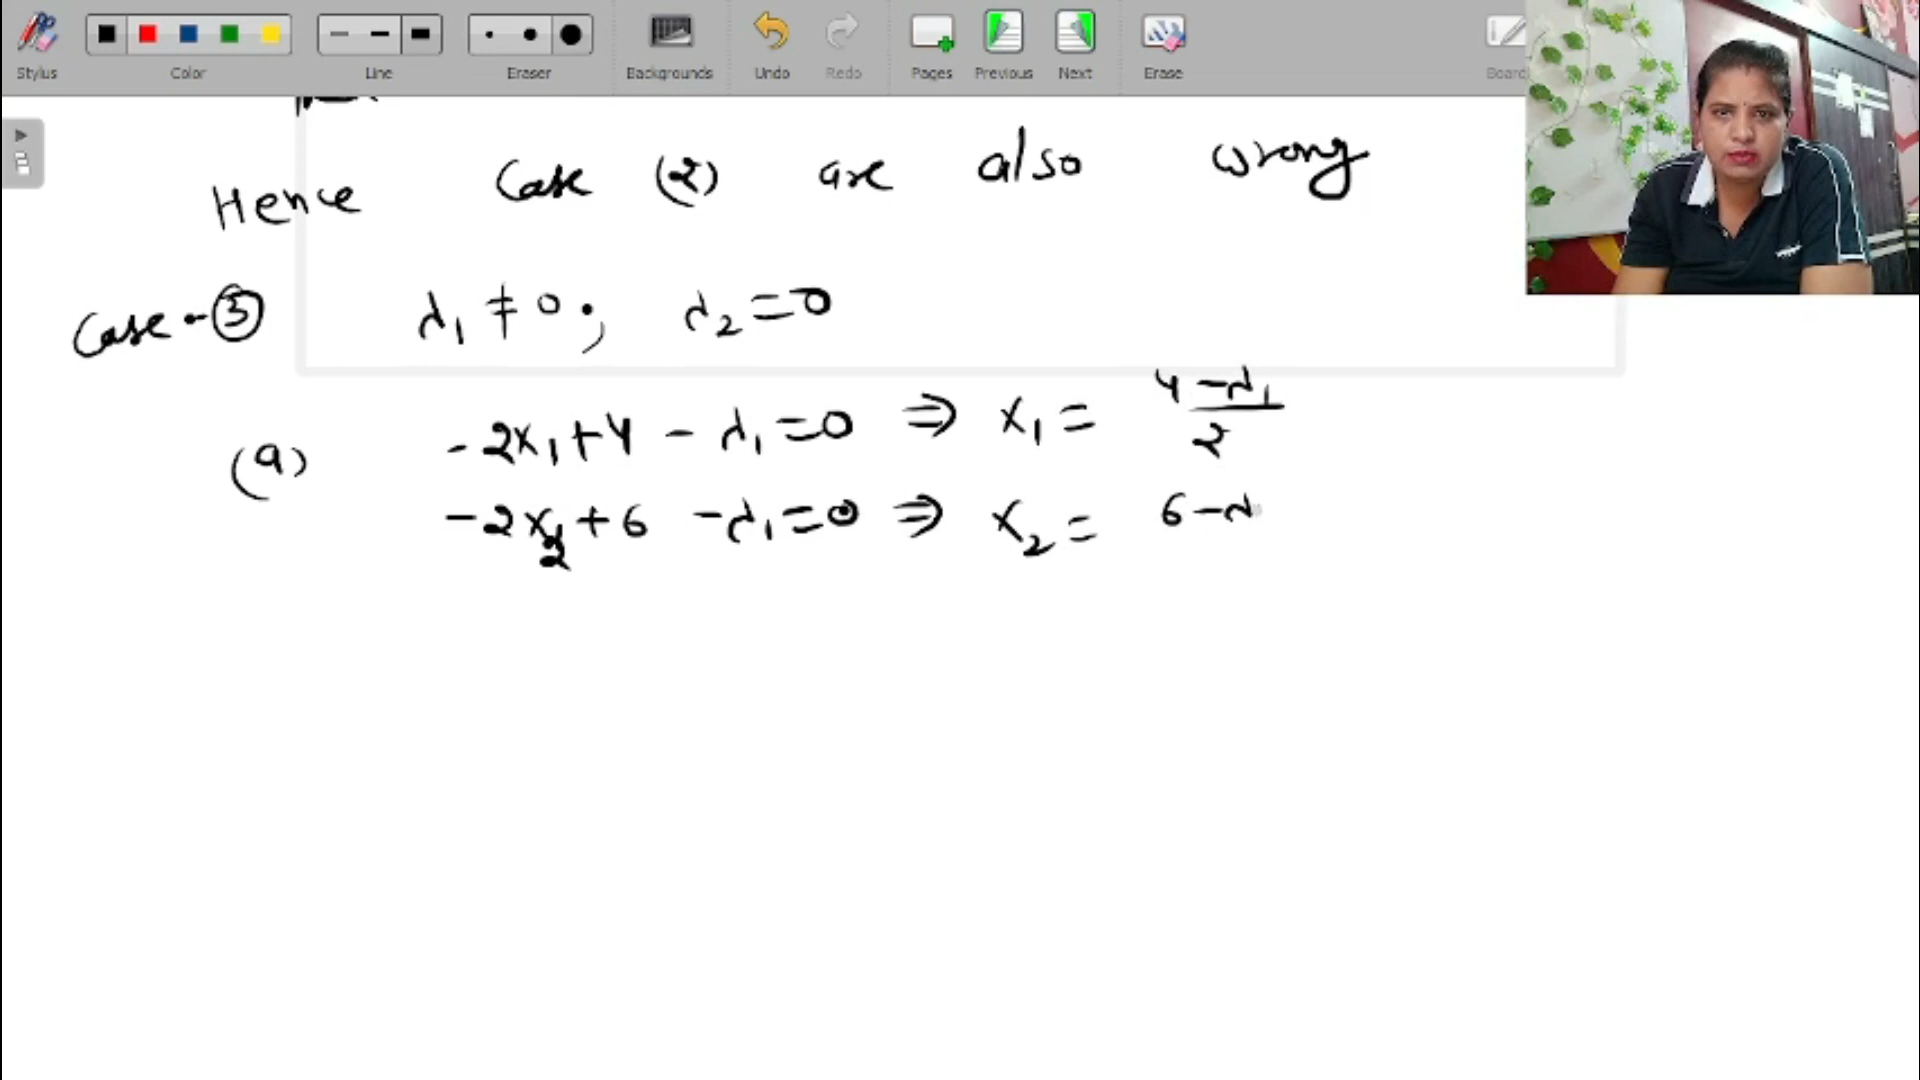 Stylus Color Line Eraser Backgrounds Undo Redo Pages Previous Next Erase Board
Hence Case (2) are also wrong
Case-③ λ₁ ≠ 0; λ₂ = 0
(a) -2x₁+4 - λ₁ = 0 ⇒ x₁ = (4-λ₁)/2
-2x₂+6 -λ₁ = 0 ⇒ x₂ = 6-λ